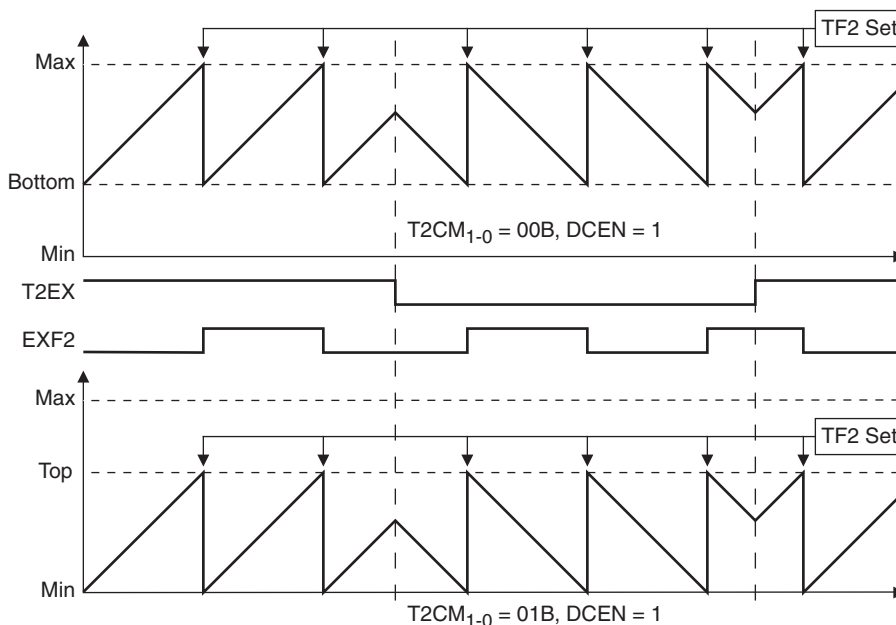 TF2 Set
Max
Bottom
T2CM1-0 = 00B, DCEN = 1
Min
T2EX
EXF2
Max
TF2 Set
Top
Min
T2CM1-0 = 01B, DCEN = 1